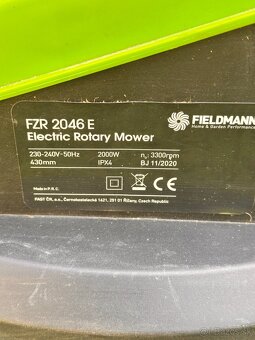 FZR 2046 E
Electric Rotary Mower
FIELDMANN
Home & Garden Performance
230-240V~50Hz 2000W n₀: 3300rpm
430mm IPX4 BJ 11/2020
Made in P.R.C.
FAST ČR, a.s., Černokostelecká 1621, 251 01 Říčany, Czech Republic